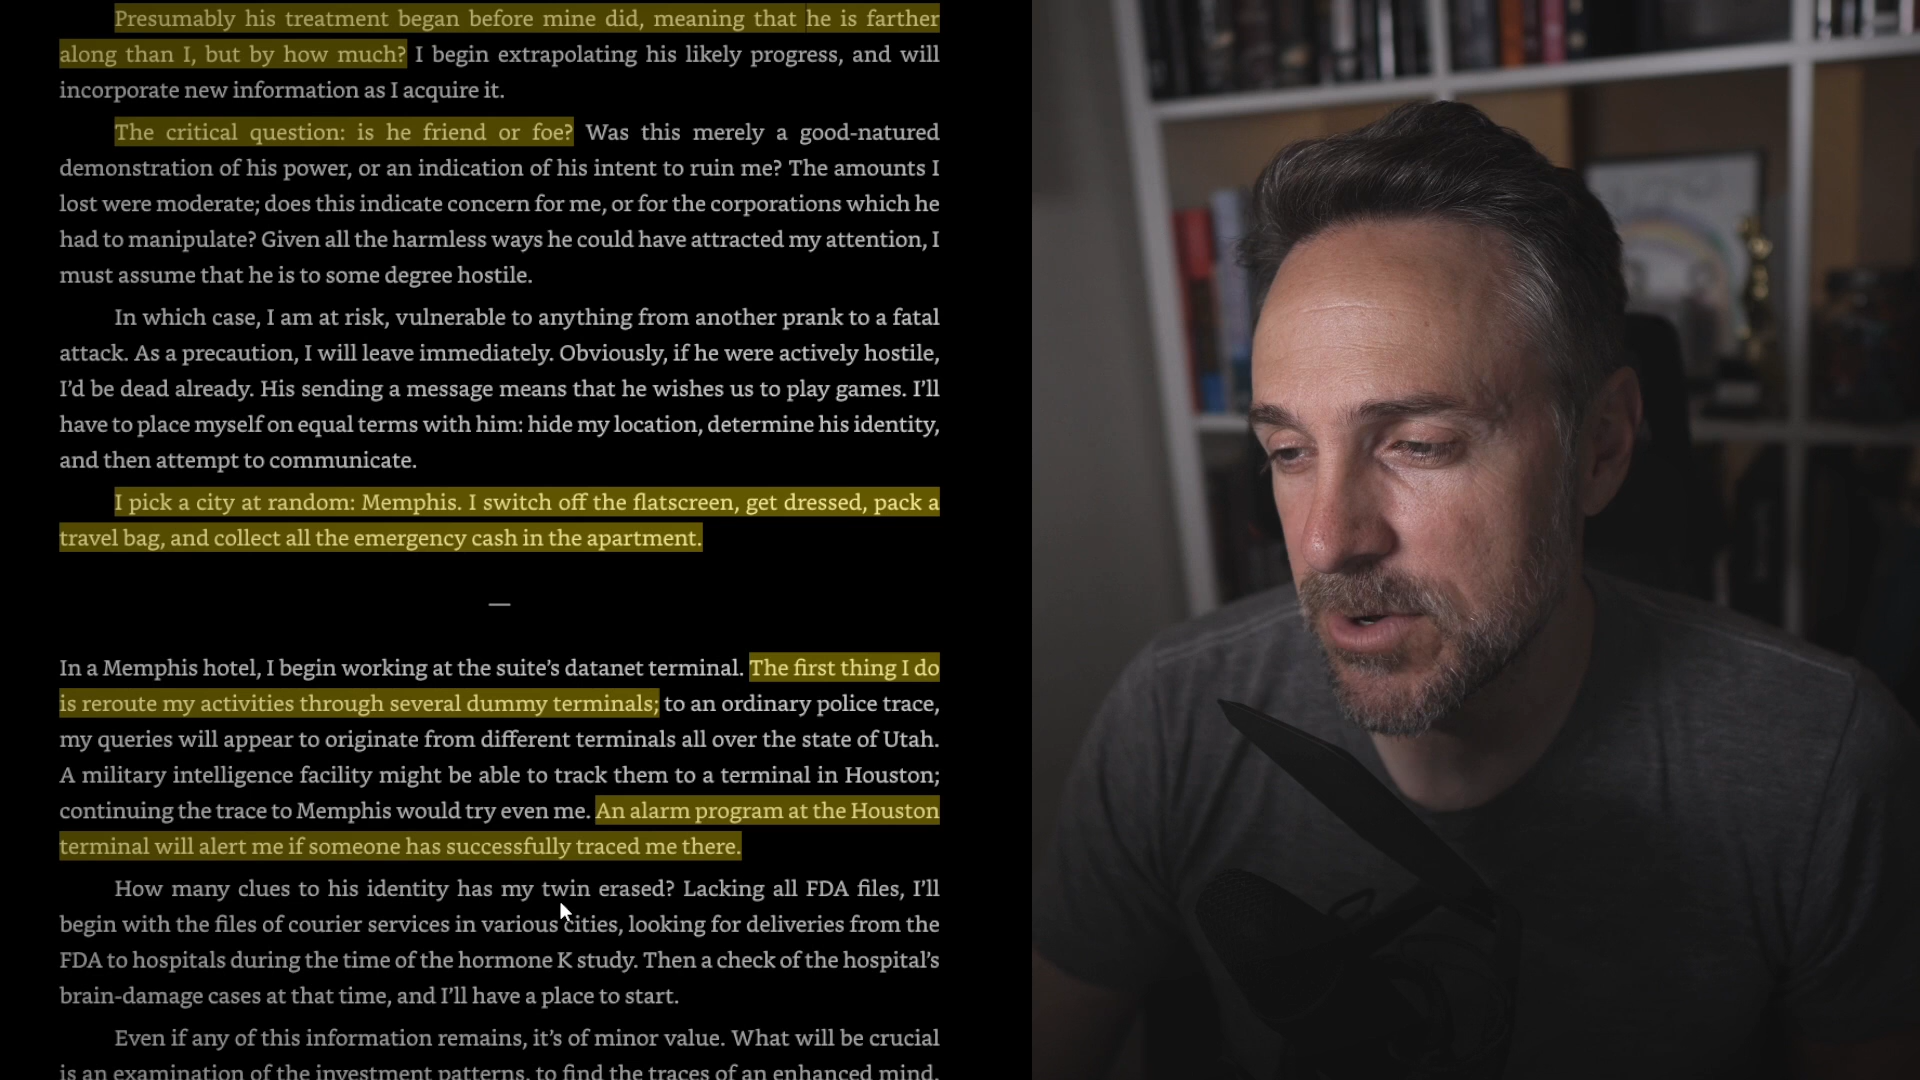 Presumably his treatment began before mine did, meaning that he is farther
along than I, but by how much? I begin extrapolating his likely progress, and will
incorporate new information as I acquire it.
The critical question: is he friend or foe? Was this merely a good-natured
demonstration of his power, or an indication of his intent to ruin me? The amounts I
lost were moderate; does this indicate concern for me, or for the corporations which he
had to manipulate? Given all the harmless ways he could have attracted my attention, I
must assume that he is to some degree hostile.
In which case, I am at risk, vulnerable to anything from another prank to a fatal
attack. As a precaution, I will leave immediately. Obviously, if he were actively hostile,
I'd be dead already. His sending a message means that he wishes us to play games. I'll
have to place myself on equal terms with him: hide my location, determine his identity,
and then attempt to communicate.
I pick a city at random: Memphis. I switch off the flatscreen, get dressed, pack a
travel bag, and collect all the emergency cash in the apartment.
—
In a Memphis hotel, I begin working at the suite's datanet terminal. The first thing I do
is reroute my activities through several dummy terminals; to an ordinary police trace,
my queries will appear to originate from different terminals all over the state of Utah.
A military intelligence facility might be able to track them to a terminal in Houston;
continuing the trace to Memphis would try even me. An alarm program at the Houston
terminal will alert me if someone has successfully traced me there.
How many clues to his identity has my twin erased? Lacking all FDA files, I'll
begin with the files of courier services in various cities, looking for deliveries from the
FDA to hospitals during the time of the hormone K study. Then a check of the hospital's
brain-damage cases at that time, and I'll have a place to start.
Even if any of this information remains, it's of minor value. What will be crucial
is an examination of the investment patterns, to find the traces of an enhanced mind.